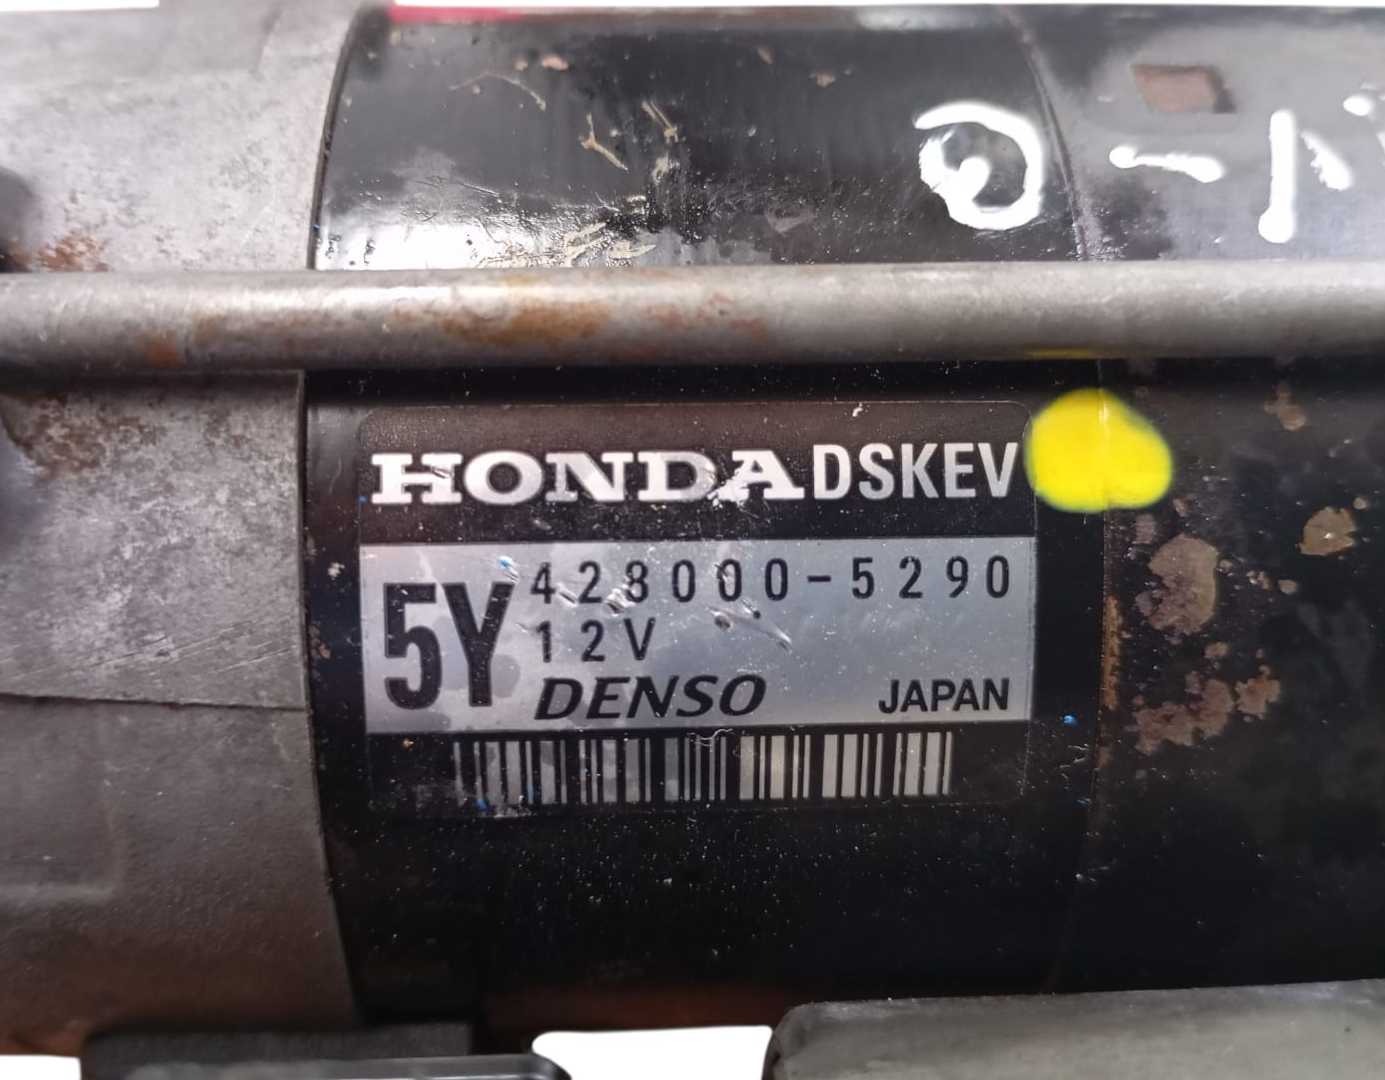 HONDA DSKEV
5Y 428000-5290
12V
DENSO JAPAN